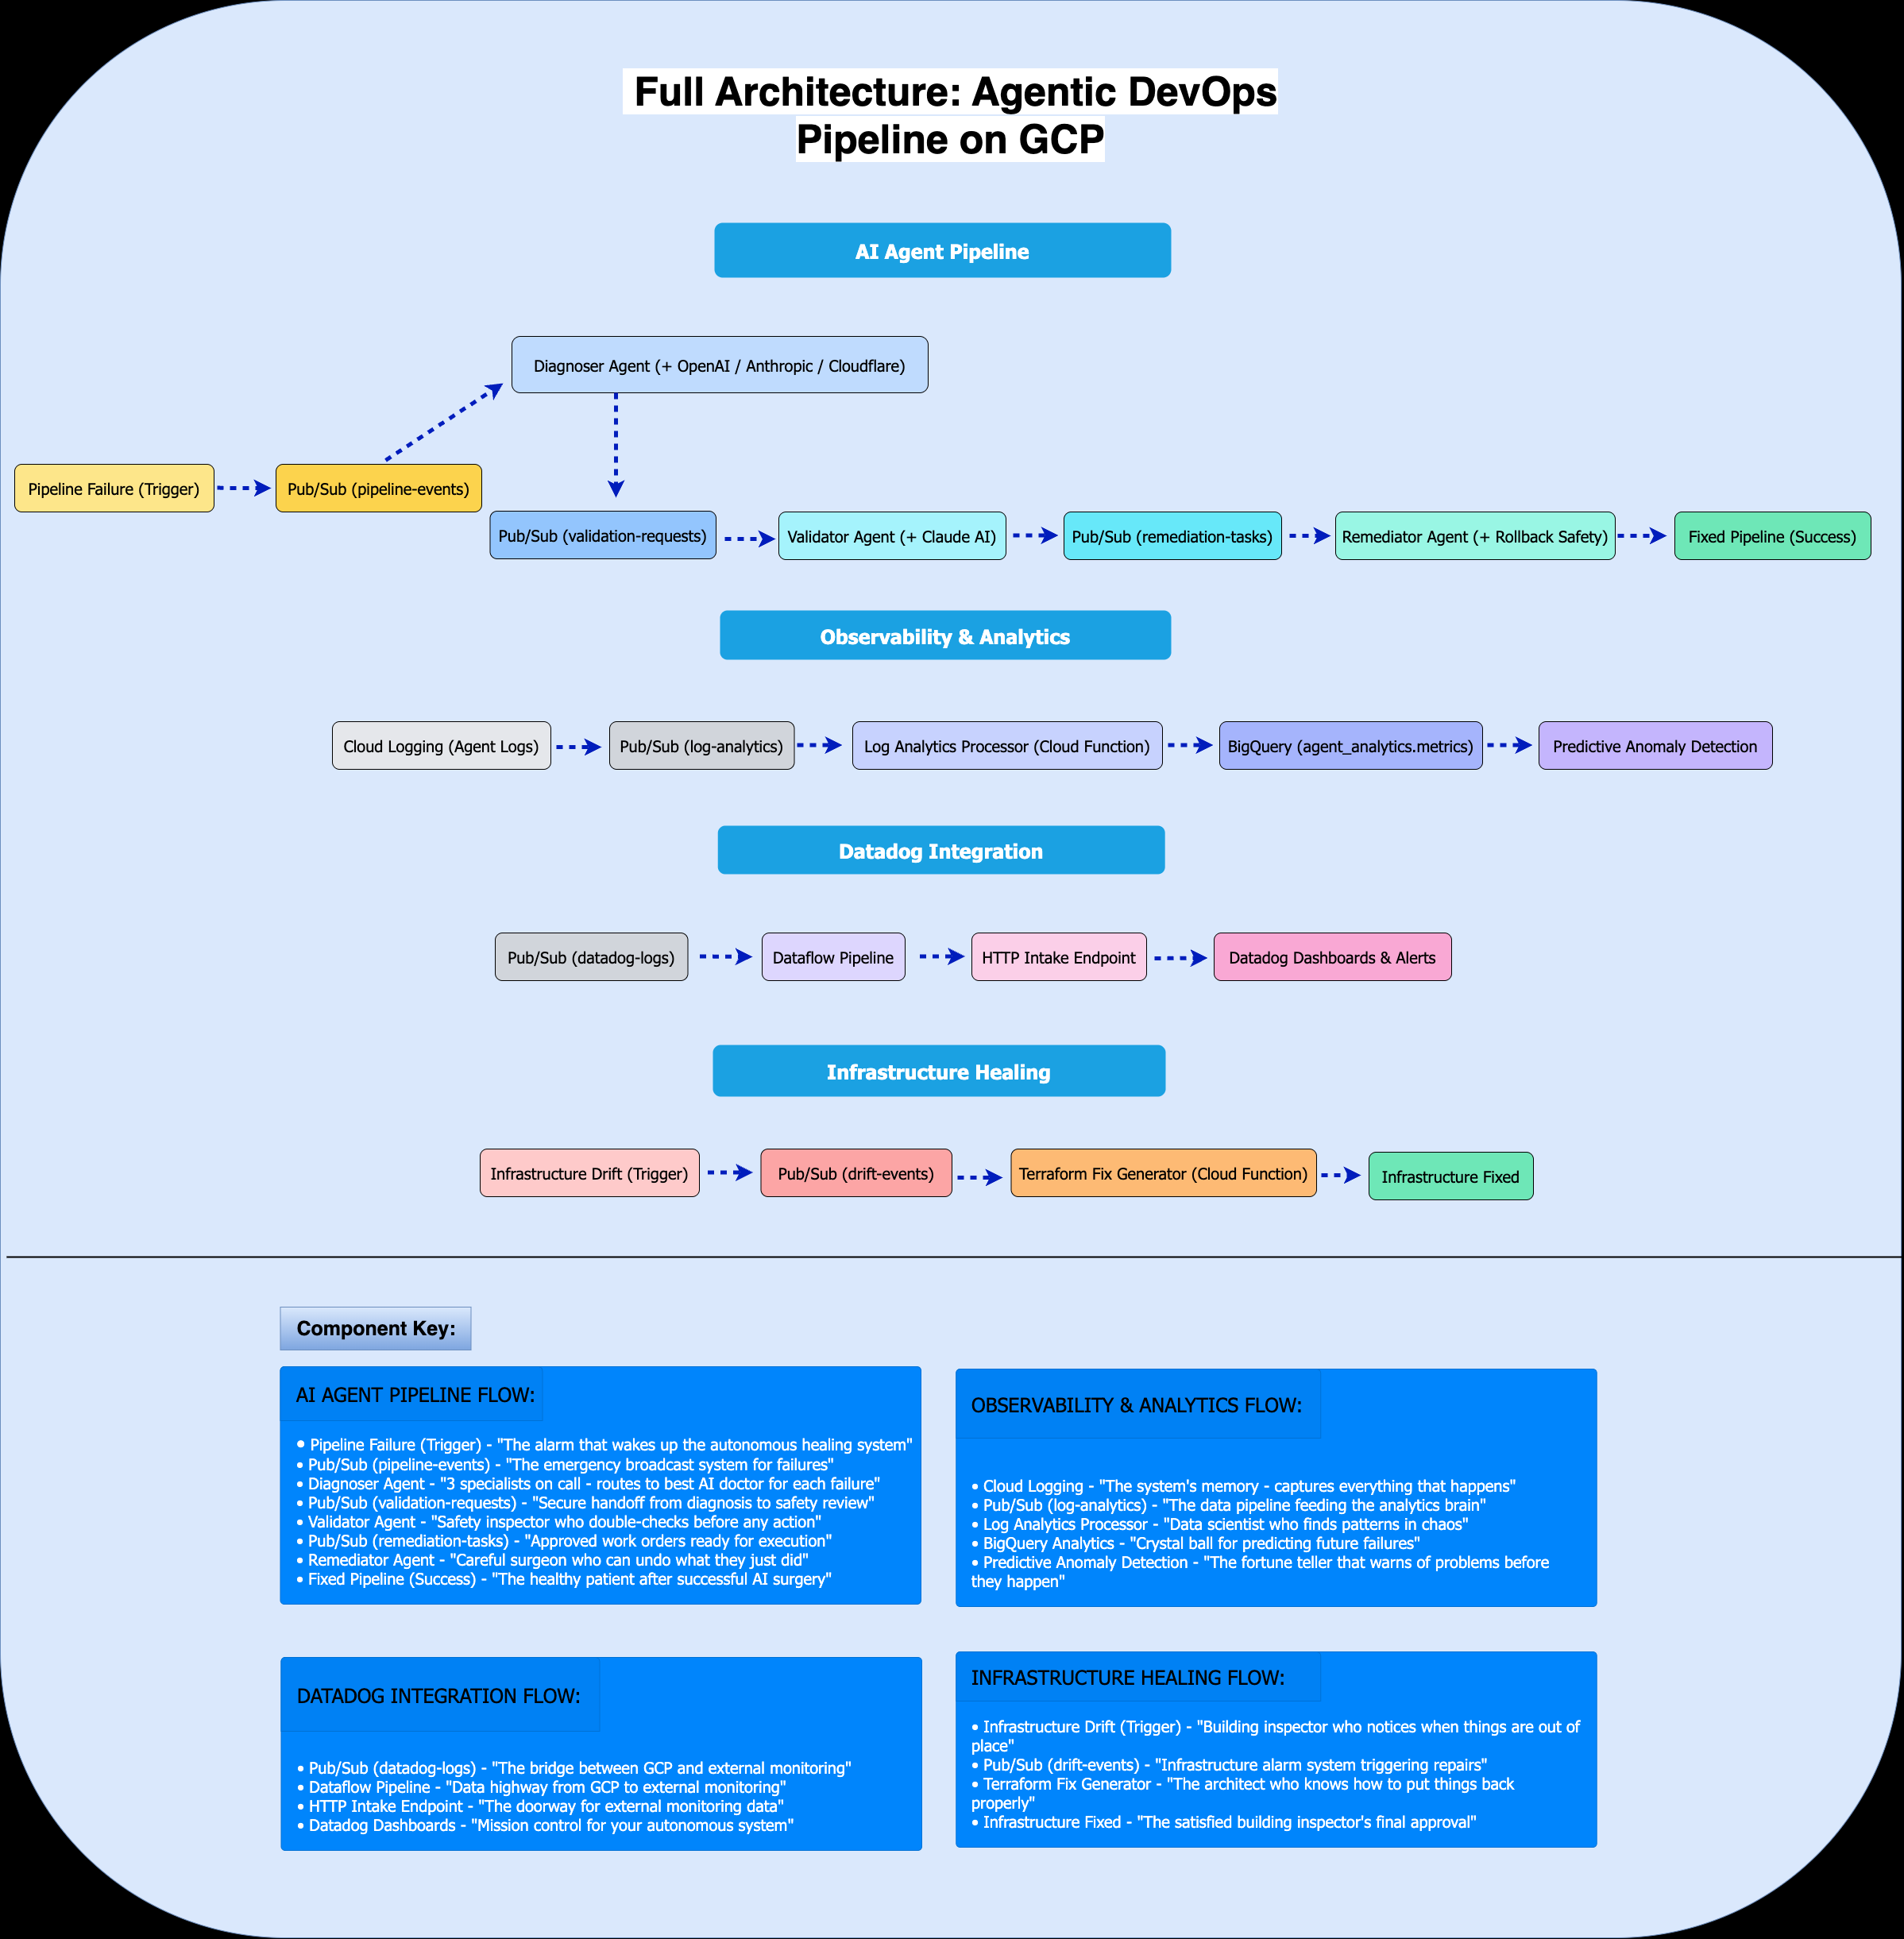 Full Architecture: Agentic DevOps
Pipeline on GCP
AI Agent Pipeline
Diagnoser Agent (+ OpenAI / Anthropic / Cloudflare)
Pipeline Failure (Trigger)
Pub/Sub (pipeline-events)
Pub/Sub (validation-requests)
Validator Agent (+ Claude AI)
Pub/Sub (remediation-tasks)
Remediator Agent (+ Rollback Safety)
Fixed Pipeline (Success)
Observability & Analytics
Cloud Logging (Agent Logs)
Pub/Sub (log-analytics)
Log Analytics Processor (Cloud Function)
BigQuery (agent_analytics.metrics)
Predictive Anomaly Detection
Datadog Integration
Pub/Sub (datadog-logs)
Dataflow Pipeline
HTTP Intake Endpoint
Datadog Dashboards & Alerts
Infrastructure Healing
Infrastructure Drift (Trigger)
Pub/Sub (drift-events)
Terraform Fix Generator (Cloud Function)
Infrastructure Fixed
Component Key:
AI AGENT PIPELINE FLOW:
• Pipeline Failure (Trigger) - "The alarm that wakes up the autonomous healing system"
• Pub/Sub (pipeline-events) - "The emergency broadcast system for failures"
• Diagnoser Agent - "3 specialists on call - routes to best AI doctor for each failure"
• Pub/Sub (validation-requests) - "Secure handoff from diagnosis to safety review"
• Validator Agent - "Safety inspector who double-checks before any action"
• Pub/Sub (remediation-tasks) - "Approved work orders ready for execution"
• Remediator Agent - "Careful surgeon who can undo what they just did"
• Fixed Pipeline (Success) - "The healthy patient after successful AI surgery"
OBSERVABILITY & ANALYTICS FLOW:
• Cloud Logging - "The system's memory - captures everything that happens"
• Pub/Sub (log-analytics) - "The data pipeline feeding the analytics brain"
• Log Analytics Processor - "Data scientist who finds patterns in chaos"
• BigQuery Analytics - "Crystal ball for predicting future failures"
• Predictive Anomaly Detection - "The fortune teller that warns of problems before
they happen"
DATADOG INTEGRATION FLOW:
• Pub/Sub (datadog-logs) - "The bridge between GCP and external monitoring"
• Dataflow Pipeline - "Data highway from GCP to external monitoring"
• HTTP Intake Endpoint - "The doorway for external monitoring data"
• Datadog Dashboards - "Mission control for your autonomous system"
INFRASTRUCTURE HEALING FLOW:
• Infrastructure Drift (Trigger) - "Building inspector who notices when things are out of
place"
• Pub/Sub (drift-events) - "Infrastructure alarm system triggering repairs"
• Terraform Fix Generator - "The architect who knows how to put things back
properly"
• Infrastructure Fixed - "The satisfied building inspector's final approval"